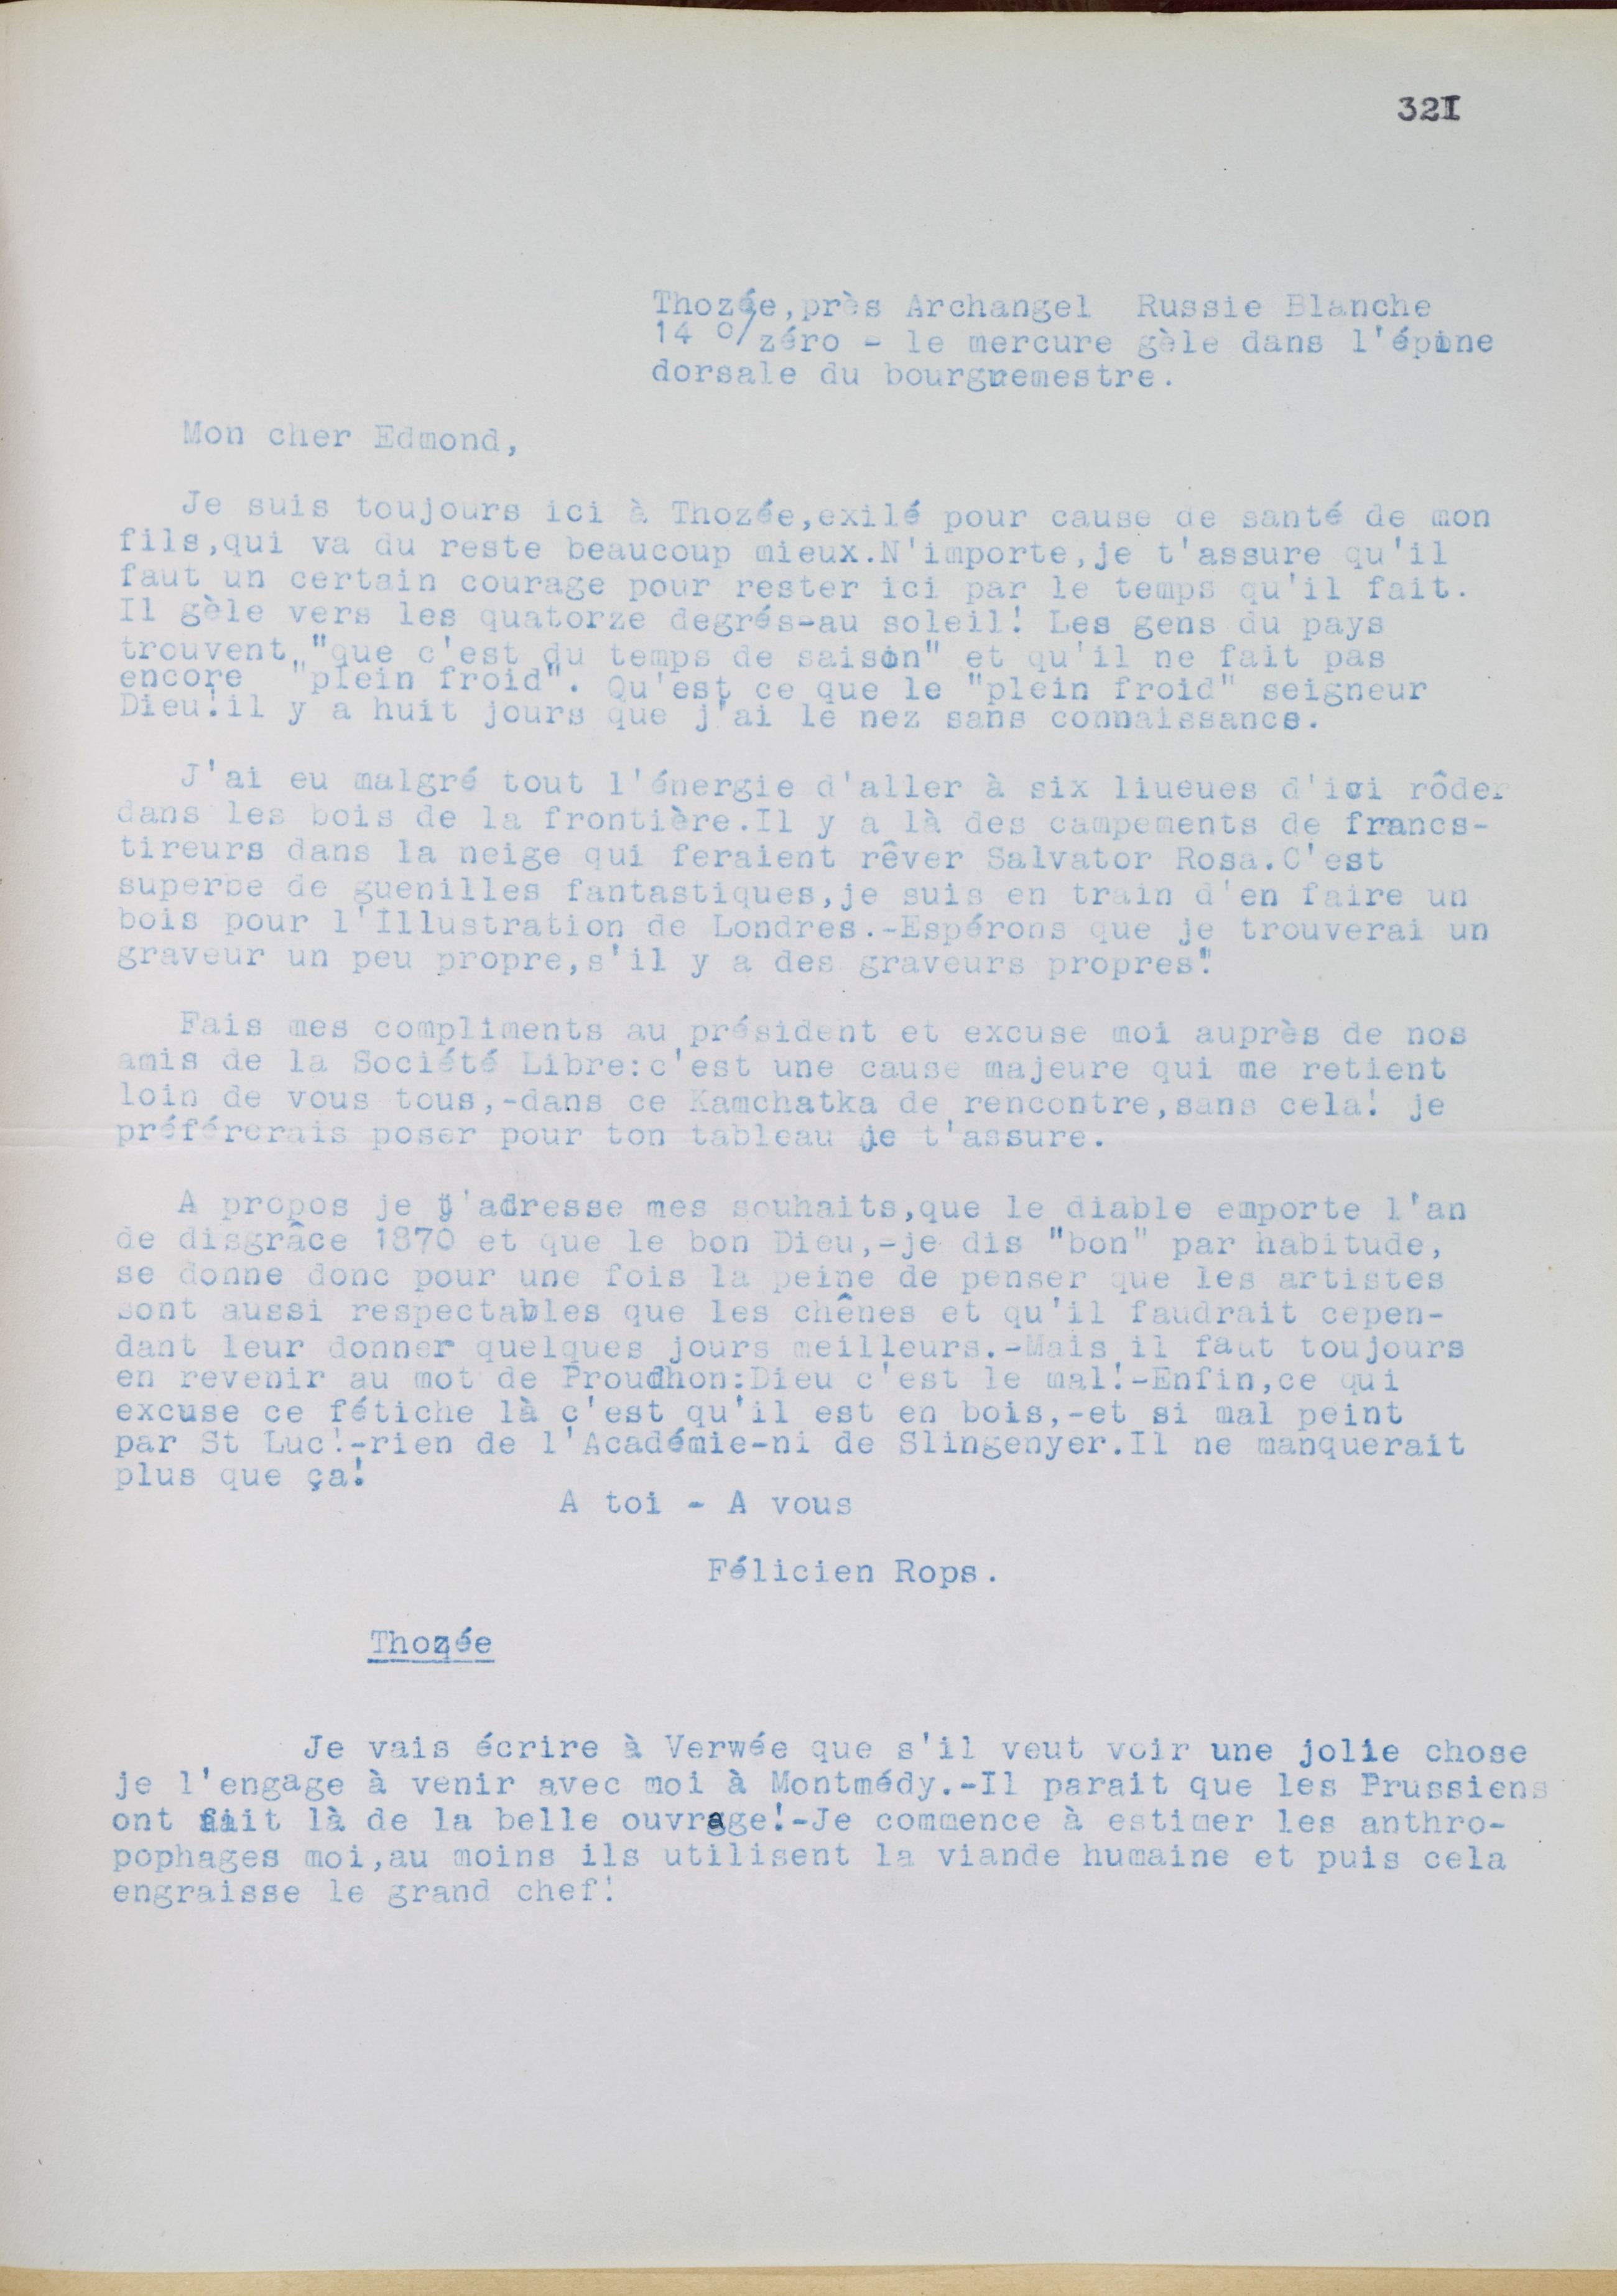 321
Thozée,près Archangel Russie Blanche
14 °/zéro - le mercure gèle dans l'épine
dorsale du bourguemestre.
Mon cher Edmond,
Je suis toujours ici à Thozée,exilé pour cause de santé de mon
fils,qui va du reste beaucoup mieux.N'importe,je t'assure qu'il
faut un certain courage pour rester ici par le temps qu'il fait.
Il gèle vers les quatorze degrés-au soleil! Les gens du pays
trouvent "que c'est du temps de saison" et qu'il ne fait pas
encore "plein froid". Qu'est ce que le "plein froid" seigneur
Dieu!il y a huit jours que j'ai le nez sans connaissance.
J'ai eu malgré tout l'énergie d'aller à six liueues d'ici rôder
dans les bois de la frontière.Il y a là des campements de francs-
tireurs dans la neige qui feraient rêver Salvator Rosa.C'est
superbe de guenilles fantastiques,je suis en train d'en faire un
bois pour l'Illustration de Londres.-Espérons que je trouverai un
graveur un peu propre,s'il y a des graveurs propres!
Fais mes compliments au président et excuse moi auprès de nos
amis de la Société Libre:c'est une cause majeure qui me retient
loin de vous tous,-dans ce Kamchatka de rencontre,sans cela! je
préférerais poser pour ton tableau je t'assure.
A propos je t'adresse mes souhaits,que le diable emporte l'an
de disgrâce 1870 et que le bon Dieu,-je dis "bon" par habitude,
se donne donc pour une fois la peine de penser que les artistes
sont aussi respectables que les chênes et qu'il faudrait cepen-
dant leur donner quelques jours meilleurs.-Mais il faut toujours
en revenir au mot de Proudhon:Dieu c'est le mal!-Enfin,ce qui
excuse ce fétiche là c'est qu'il est en bois,-et si mal peint
par St Luc!-rien de l'Académie-ni de Slingenyer.Il ne manquerait
plus que ça!
A toi - A vous
Félicien Rops.
Thozée
Je vais écrire à Verwée que s'il veut voir une jolie chose
je l'engage à venir avec moi à Montmédy.-Il parait que les Prussiens
ont fait là de la belle ouvrage!-Je commence à estimer les anthro-
pophages moi,au moins ils utilisent la viande humaine et puis cela
engraisse le grand chef!